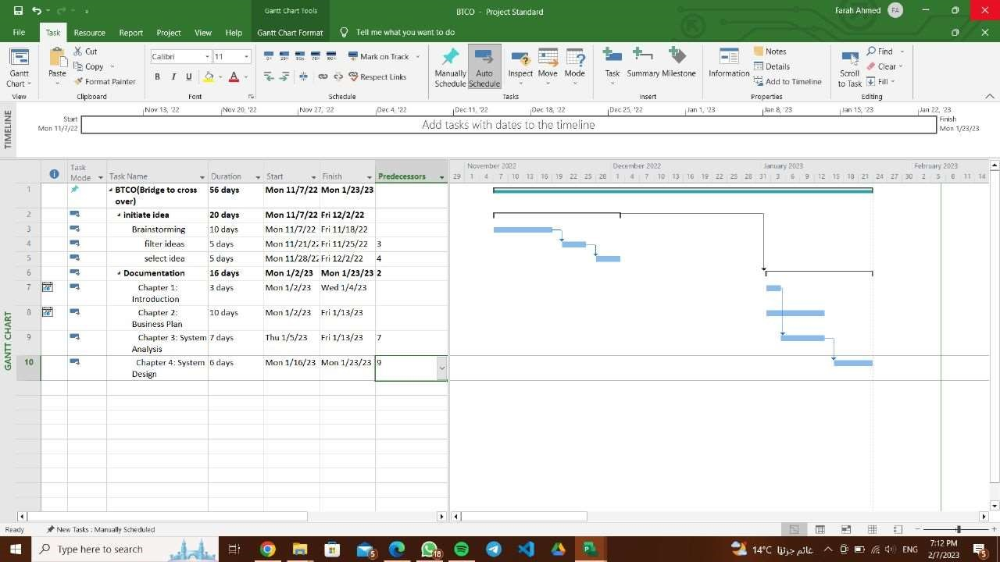 Gantt Chart Tools
BTCO - Project Standard
Farah Ahmed FA
File Task Resource Report Project View Help Gantt Chart Format Tell me what you want to do
Gantt Chart
View
Paste
Cut
Copy
Format Painter
Clipboard
Calibri 11
B I U A
Font
Mark on Track
Respect Links
Schedule
Manually Schedule
Auto Schedule
Inspect
Move
Mode
Tasks
Task
Summary
Milestone
Insert
Information
Notes
Details
Add to Timeline
Properties
Scroll to Task
Find
Clear
Fill
Editing
TIMELINE
Nov 13, '22 Nov 20, '22 Nov 27, '22 Dec 4, '22 Dec 11, '22 Dec 18, '22 Dec 25, '22 Jan 1, '23 Jan 8, '23 Jan 15, '23 Jan 22, '23
Start
Mon 11/7/22
Add tasks with dates to the timeline
Finish
Mon 1/23/23
GANTT CHART
Task Mode Task Name Duration Start Finish Predecessors
November 2022 December 2022 January 2023 February 2023
29 1 4 7 10 13 16 19 22 25 28 1 4 7 10 13 16 19 22 25 28 31 3 6 9 12 15 18 21 24 27 30 2 5 8 11 14
1 BTCO(Bridge to cross over) 56 days Mon 11/7/22 Mon 1/23/23
2 initiate idea 20 days Mon 11/7/22 Fri 12/2/22
3 Brainstorming 10 days Mon 11/7/22 Fri 11/18/22
4 filter ideas 5 days Mon 11/21/22 Fri 11/25/22 3
5 select idea 5 days Mon 11/28/22 Fri 12/2/22 4
6 Documentation 16 days Mon 1/2/23 Mon 1/23/23 2
7 Chapter 1: Introduction 3 days Mon 1/2/23 Wed 1/4/23
8 Chapter 2: Business Plan 10 days Mon 1/2/23 Fri 1/13/23
9 Chapter 3: System Analysis 7 days Thu 1/5/23 Fri 1/13/23 7
10 Chapter 4: System Design 6 days Mon 1/16/23 Mon 1/23/23 9
Ready New Tasks : Manually Scheduled
Type here to search
5
18
14°C غائم جزئيًا
ENG
7:12 PM
2/7/2023
5